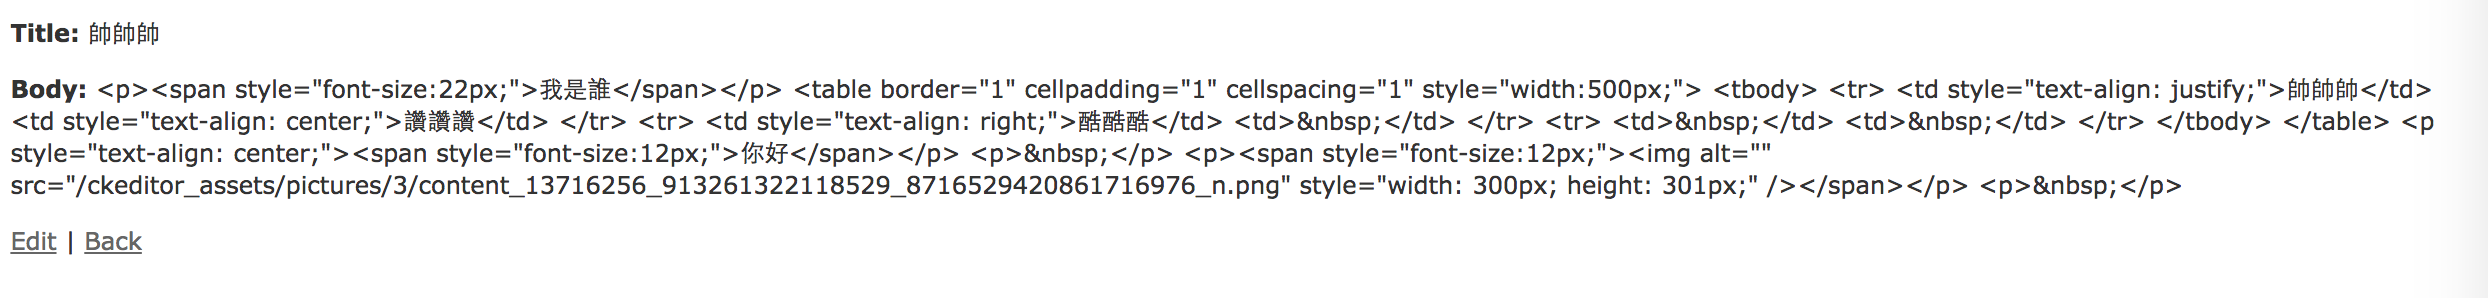 Title: 帥帥帥
Body: <p><span style="font-size:22px;">我是誰</span></p> <table border="1" cellpadding="1" cellspacing="1" style="width:500px;"> <tbody> <tr> <td style="text-align: justify;">帥帥帥</td>
<td style="text-align: center;">讚讚讚</td> </tr> <tr> <td style="text-align: right;">酷酷酷</td> <td>&nbsp;</td> </tr> <tr> <td>&nbsp;</td> <td>&nbsp;</td> </tr> </tbody> </table> <p
style="text-align: center;"><span style="font-size:12px;">你好</span></p> <p>&nbsp;</p> <p><span style="font-size:12px;"><img alt=""
src="/ckeditor_assets/pictures/3/content_13716256_913261322118529_8716529420861716976_n.png" style="width: 300px; height: 301px;" /></span></p> <p>&nbsp;</p>
Edit | Back